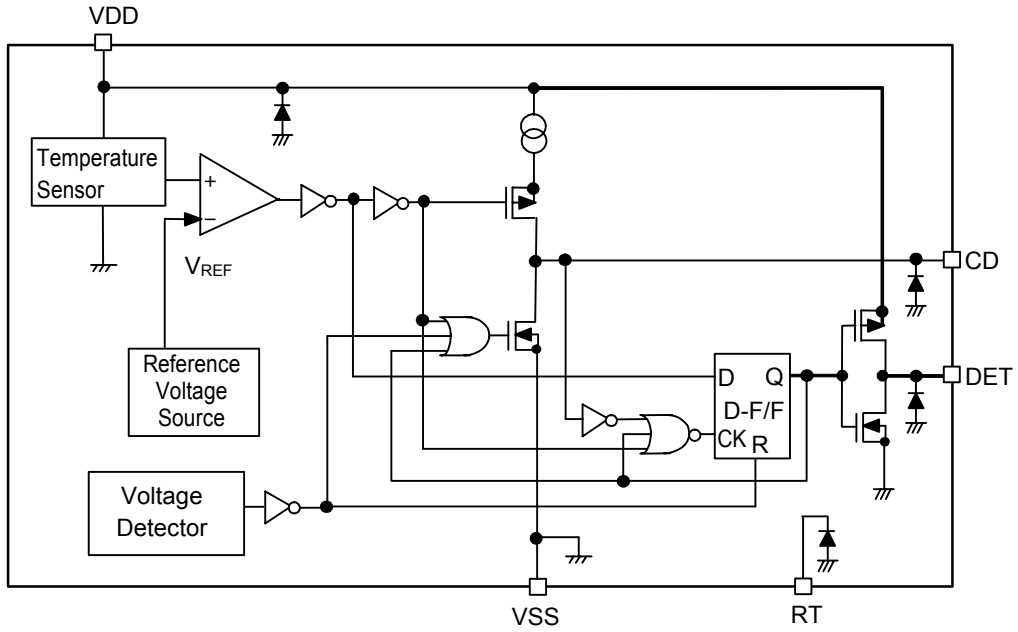 VDD
Temperature
Sensor
+
−
VREF
CD
Reference
Voltage
Source
D Q
D-F/F
CK R
DET
Voltage
Detector
VSS
RT